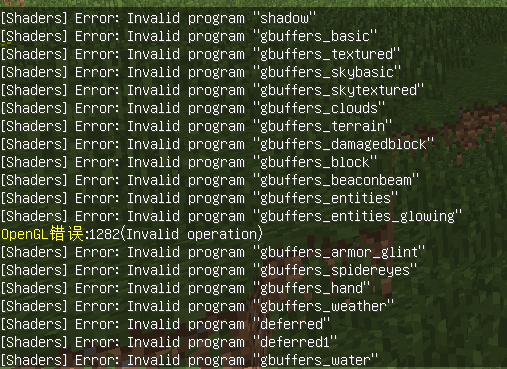 [Shaders] Error: Invalid program "shadow"
[Shaders] Error: Invalid program "gbuffers_basic"
[Shaders] Error: Invalid program "gbuffers_textured"
[Shaders] Error: Invalid program "gbuffers_skybasic"
[Shaders] Error: Invalid program "gbuffers_skytextured"
[Shaders] Error: Invalid program "gbuffers_clouds"
[Shaders] Error: Invalid program "gbuffers_terrain"
[Shaders] Error: Invalid program "gbuffers_damagedblock"
[Shaders] Error: Invalid program "gbuffers_block"
[Shaders] Error: Invalid program "gbuffers_beaconbeam"
[Shaders] Error: Invalid program "gbuffers_entities"
[Shaders] Error: Invalid program "gbuffers_entities_glowing"
OpenGL错误:1282(Invalid operation)
[Shaders] Error: Invalid program "gbuffers_armor_glint"
[Shaders] Error: Invalid program "gbuffers_spidereyes"
[Shaders] Error: Invalid program "gbuffers_hand"
[Shaders] Error: Invalid program "gbuffers_weather"
[Shaders] Error: Invalid program "deferred"
[Shaders] Error: Invalid program "deferred1"
[Shaders] Error: Invalid program "gbuffers_water"